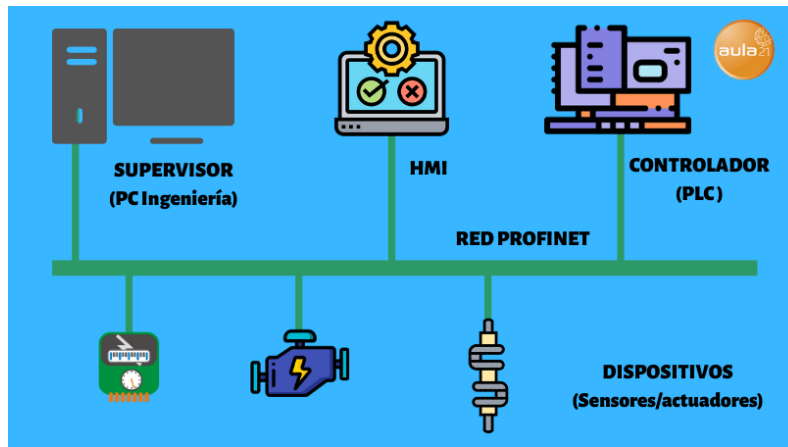 aula21
SUPERVISOR
(PC Ingeniería)
HMI
CONTROLADOR
(PLC)
RED PROFINET
DISPOSITIVOS
(Sensores/actuadores)